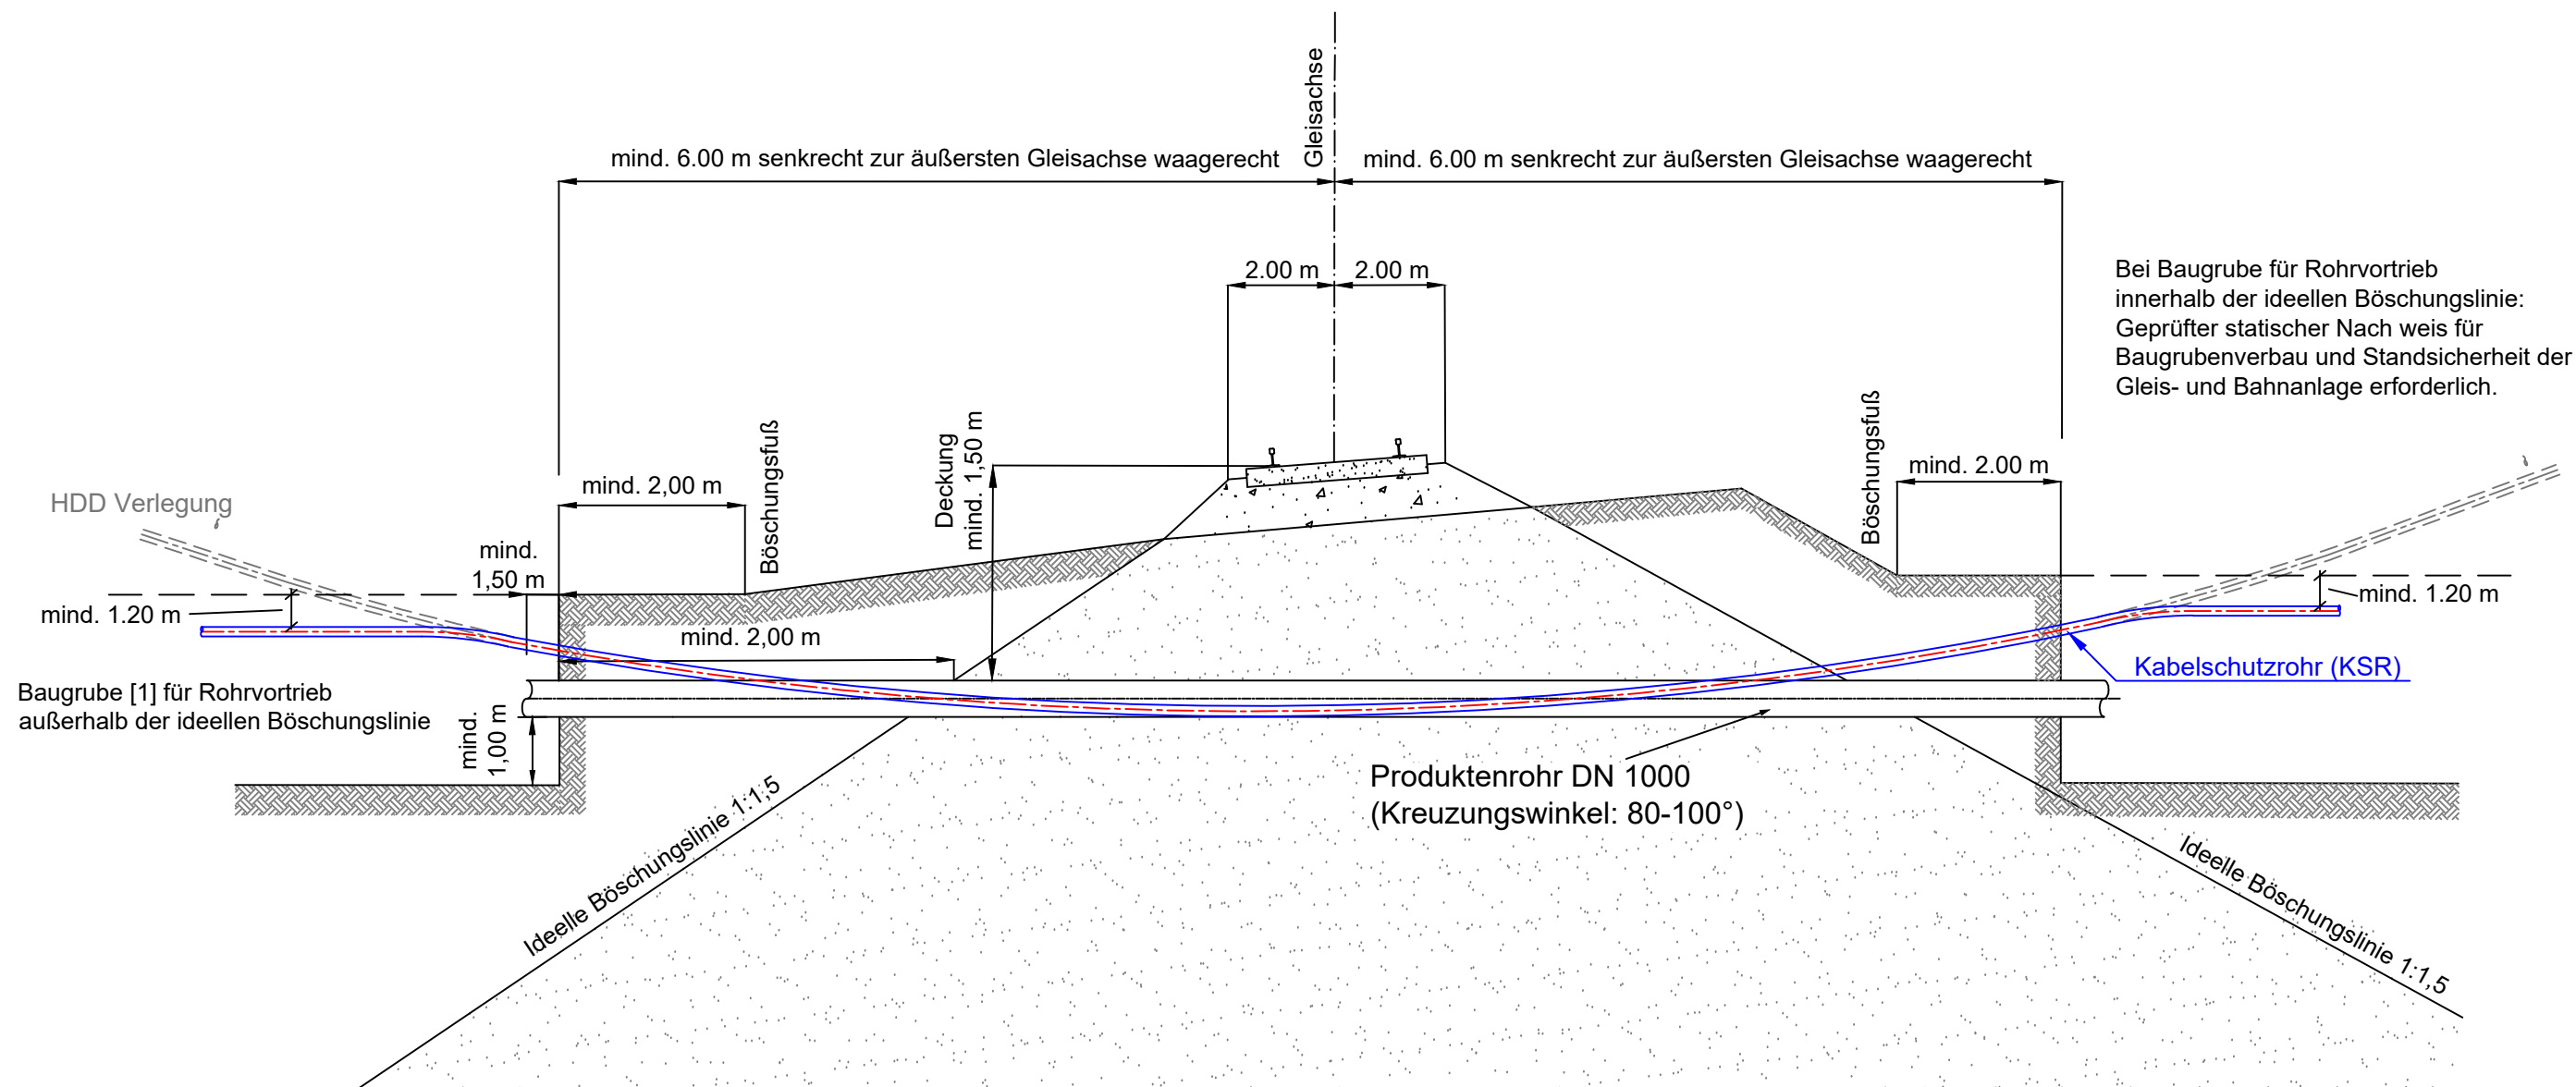 Gleisachse
mind. 6.00 m senkrecht zur äußersten Gleisachse waagerecht
mind. 6.00 m senkrecht zur äußersten Gleisachse waagerecht
2.00 m
2.00 m
Bei Baugrube für Rohrvortrieb
innerhalb der ideellen Böschungslinie:
Geprüfter statischer Nach weis für
Baugrubenverbau und Standsicherheit der
Gleis- und Bahnanlage erforderlich.
HDD Verlegung
mind. 2,00 m
Böschungsfuß
Deckung
mind. 1,50 m
Böschungsfuß
mind. 2.00 m
mind.
1,50 m
mind. 1.20 m
mind. 1.20 m
mind. 2,00 m
Kabelschutzrohr (KSR)
Baugrube [1] für Rohrvortrieb
außerhalb der ideellen Böschungslinie
mind.
1,00 m
Produktenrohr DN 1000
(Kreuzungswinkel: 80-100°)
Ideelle Böschungslinie 1:1,5
Ideelle Böschungslinie 1:1,5